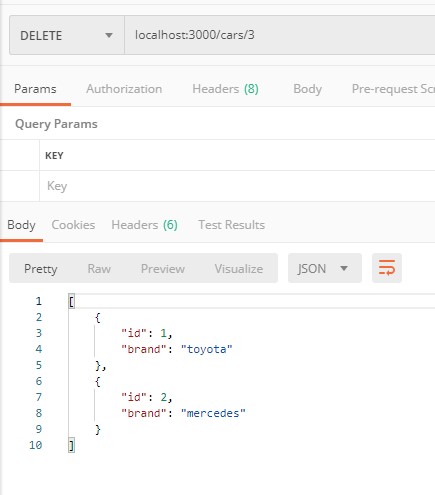 DELETE localhost:3000/cars/3
Params Authorization Headers (8) Body Pre-request Scr
Query Params
KEY
Key
Body Cookies Headers (6) Test Results
Pretty Raw Preview Visualize JSON
1 [
2 {
3 "id": 1,
4 "brand": "toyota"
5 },
6 {
7 "id": 2,
8 "brand": "mercedes"
9 }
10 ]